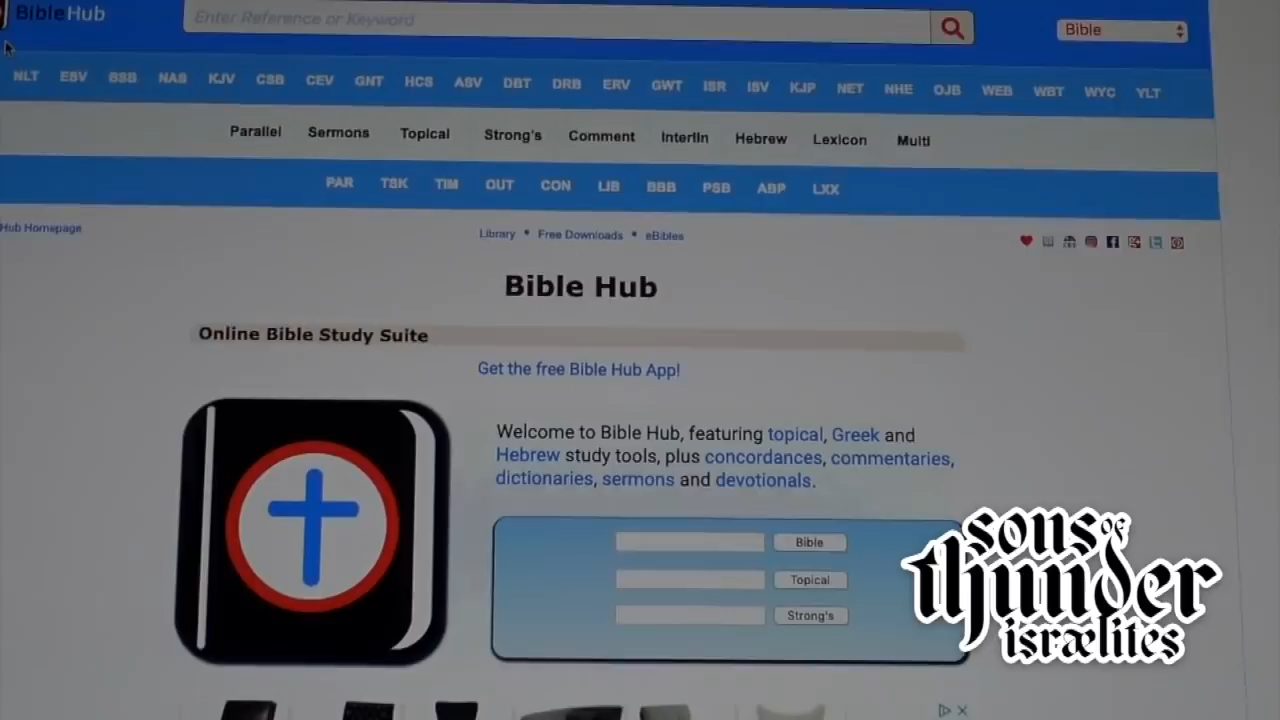 BibleHub
Enter Reference or Keyword
Bible
NLT ESV BSB NAS KJV CSB CEV GNT HCS ASV DBT DRB ERV GWT ISR ISV KJP NET NHE OJB WEB WBT WYC YLT
Parallel Sermons Topical Strong's Comment Interlin Hebrew Lexicon Multi
PAR TSK TIM OUT CON LIB BBB PSB ABP LXX
Hub Homepage
Library • Free Downloads • eBibles
Bible Hub
Online Bible Study Suite
Get the free Bible Hub App!
Welcome to Bible Hub, featuring topical, Greek and
Hebrew study tools, plus concordances, commentaries,
dictionaries, sermons and devotionals.
Bible
Topical
Strong's
sons of
thunder
israelites